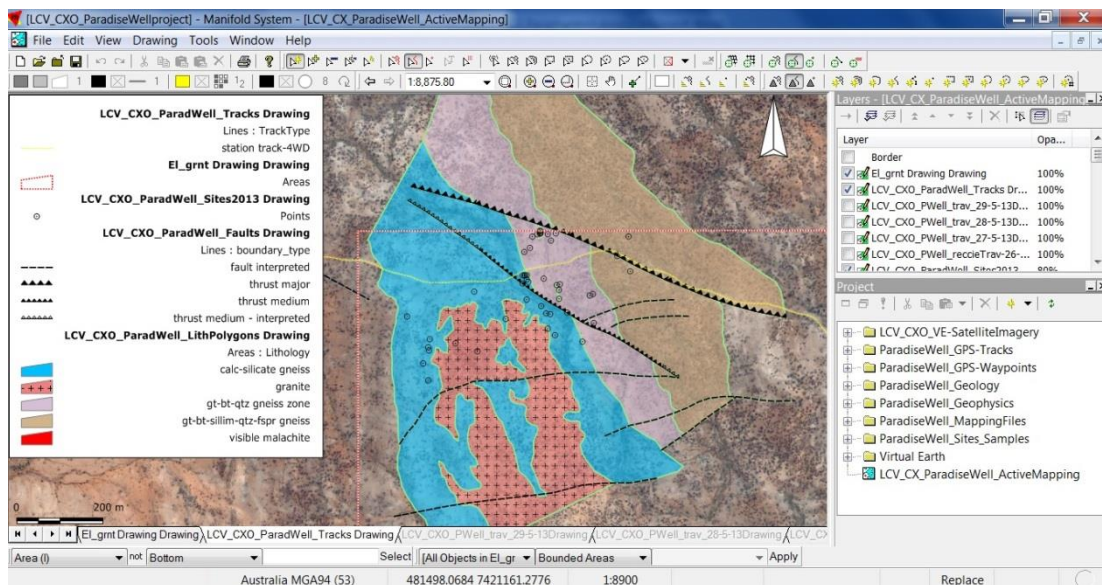 [LCV_CXO_ParadiseWellproject] - Manifold System - [LCV_CX_ParadiseWell_ActiveMapping]
File Edit View Drawing Tools Window Help
1 1 1₂ 8 1:8,875.80
LCV_CXO_ParadWell_Tracks Drawing
Lines : TrackType
station track-4WD
El_grnt Drawing Drawing
Areas
LCV_CXO_ParadWell_Sites2013 Drawing
Points
LCV_CXO_ParadWell_Faults Drawing
Lines : boundary_type
fault interpreted
thrust major
thrust medium
thrust medium - interpreted
LCV_CXO_ParadWell_LithPolygons Drawing
Areas : Lithology
calc-silicate gneiss
granite
gt-bt-qtz gneiss zone
gt-bt-sillim-qtz-fspr gneiss
visible malachite
0 200 m
Layers - [LCV_CX_ParadiseWell_ActiveMapping
Layer Opa...
Border
El_grnt Drawing Drawing 100%
LCV_CXO_ParadWell_Tracks Dr... 100%
LCV_CXO_PWell_trav_29-5-13D... 100%
LCV_CXO_PWell_trav_28-5-13D... 100%
LCV_CXO_PWell_trav_27-5-13D... 100%
LCV_CXO_PWell_reccieTrav-26-... 100%
LCV_CXO_ParadWell_Sites2013 80%
Project
LCV_CXO_VE-SatelliteImagery
ParadiseWell_GPS-Tracks
ParadiseWell_GPS-Waypoints
ParadiseWell_Geology
ParadiseWell_Geophysics
ParadiseWell_MappingFiles
ParadiseWell_Sites_Samples
Virtual Earth
LCV_CX_ParadiseWell_ActiveMapping
El_grnt Drawing Drawing LCV_CXO_ParadWell_Tracks Drawing LCV_CXO_PWell_trav_29-5-13Drawing LCV_CXO_PWell_trav_28-5-13Drawing LCV_CX
Area (I) not Bottom Select [All Objects in El_gr Bounded Areas Apply
Australia MGA94 (53) 481498.0684 7421161.2776 1:8900 Replace